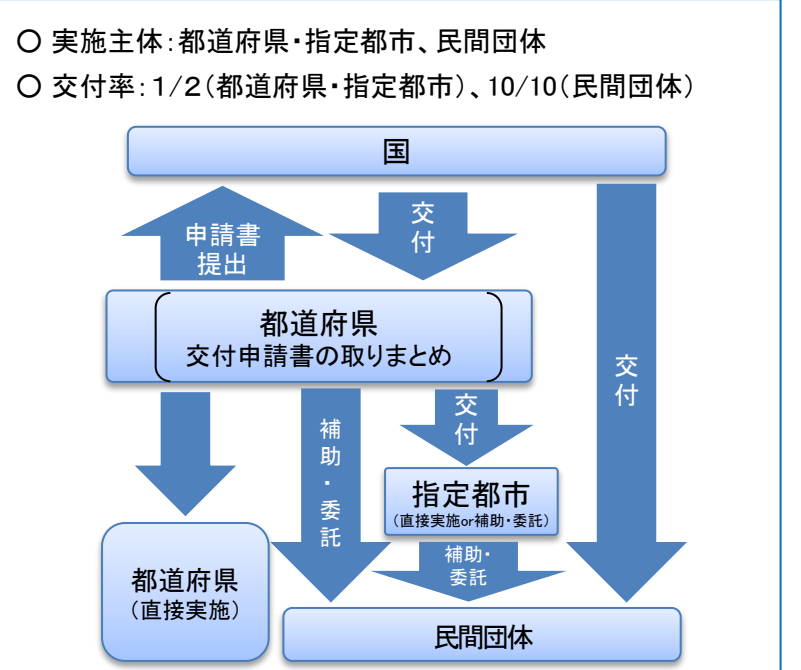 ○ 実施主体：都道府県・指定都市、民間団体
○ 交付率：１/２（都道府県・指定都市）、10/10（民間団体）
国
申請書
提出
交
付
交
付
都道府県
交付申請書の取りまとめ
補
助
・
委
託
交
付
指定都市
（直接実施or補助・委託）
補助・
委託
都道府県
（直接実施）
民間団体